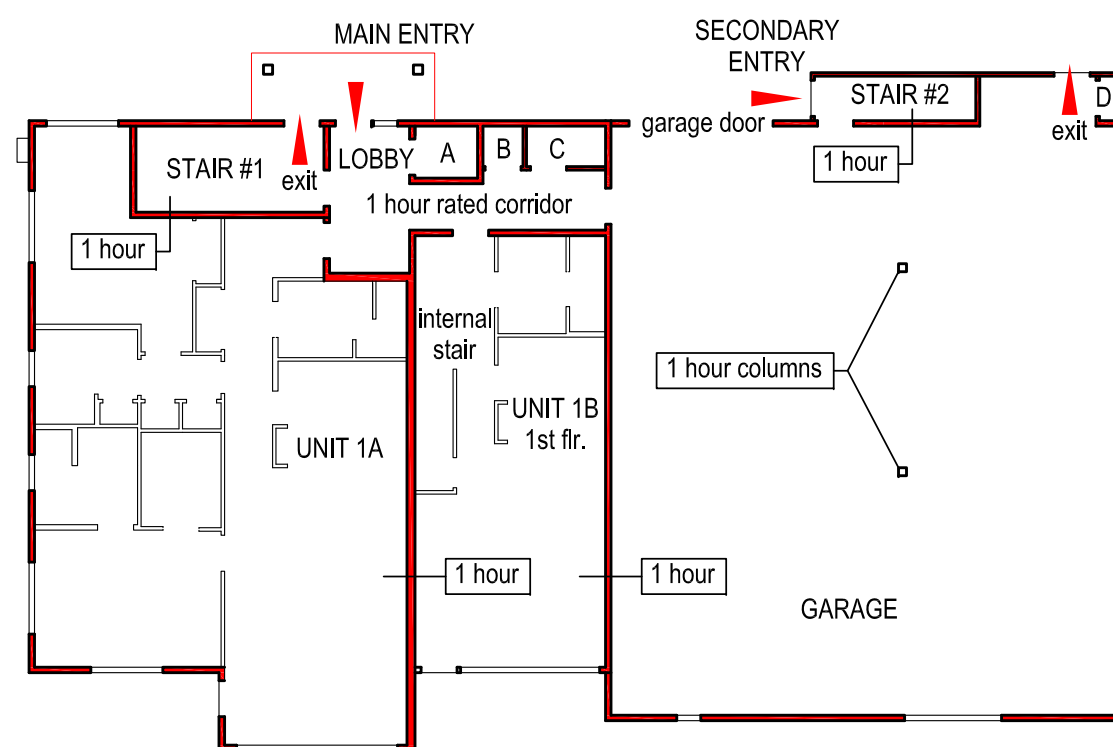 MAIN ENTRY
SECONDARY
ENTRY
STAIR #1
exit
LOBBY
A
B
C
garage door
STAIR #2
D
exit
1 hour
1 hour rated corridor
1 hour
internal
stair
1 hour columns
UNIT 1A
UNIT 1B
1st flr.
1 hour
1 hour
GARAGE